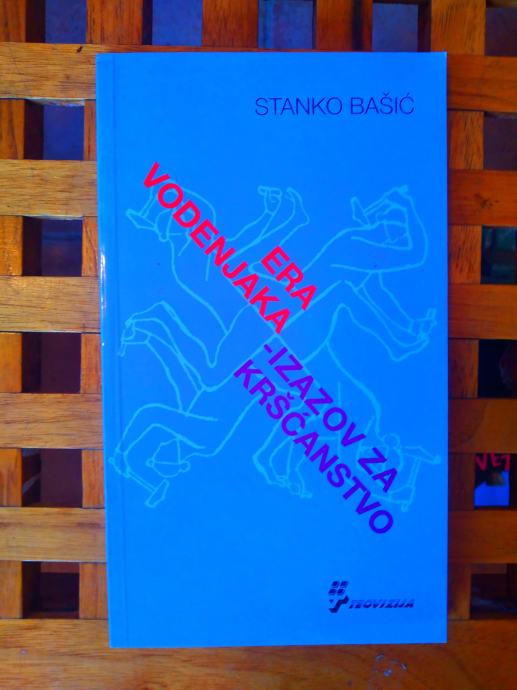 STANKO BAŠIĆ
ERA
VODENJAKA
-IZAZOV ZA
KRŠĆANSTVO
TEOVIZIJA